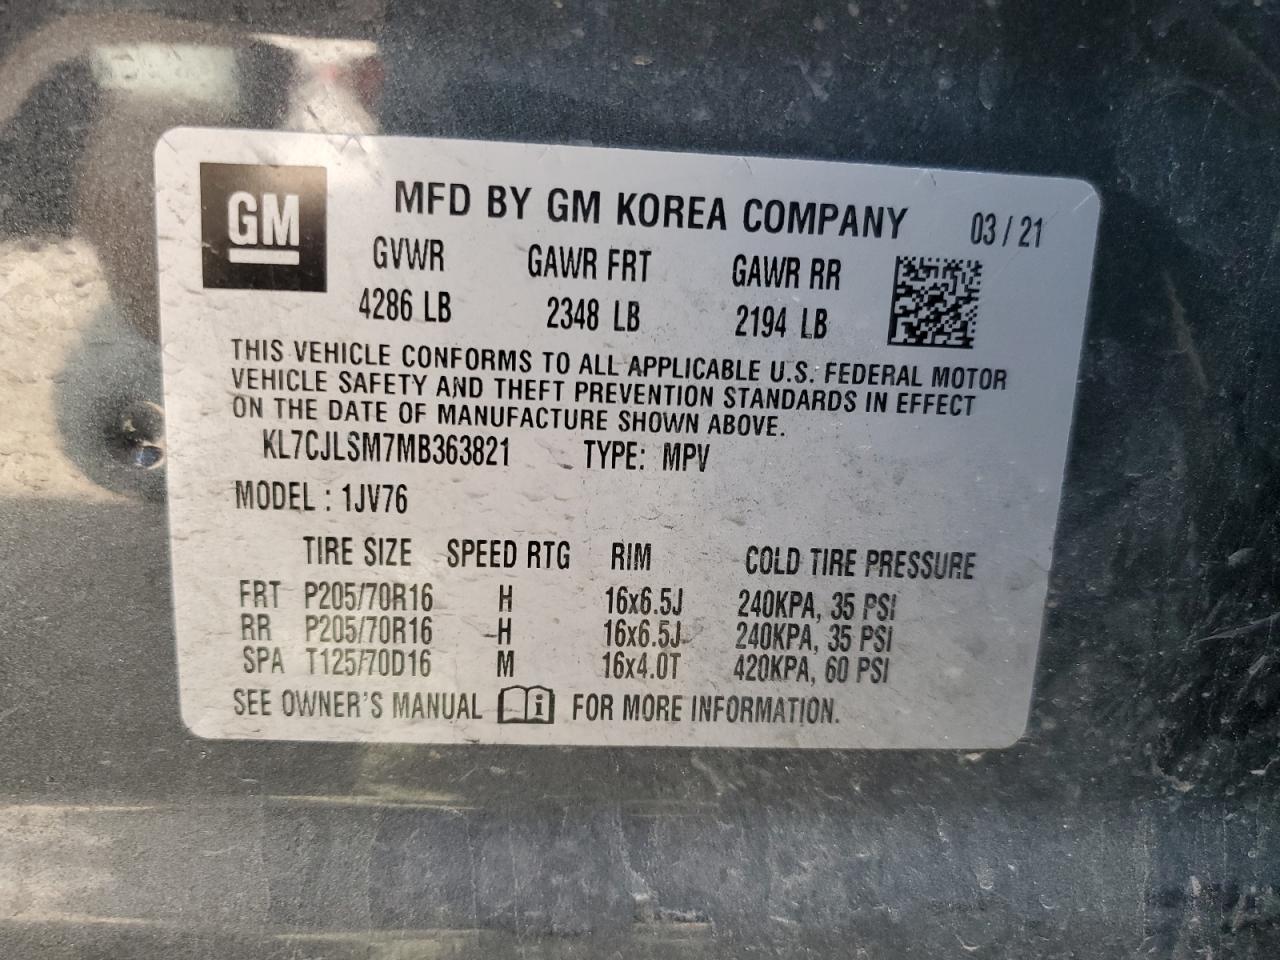 GM
MFD BY GM KOREA COMPANY 03/21
GVWR GAWR FRT GAWR RR
4286 LB 2348 LB 2194 LB
THIS VEHICLE CONFORMS TO ALL APPLICABLE U.S. FEDERAL MOTOR
VEHICLE SAFETY AND THEFT PREVENTION STANDARDS IN EFFECT
ON THE DATE OF MANUFACTURE SHOWN ABOVE.
KL7CJLSM7MB363821 TYPE: MPV
MODEL : 1JV76
TIRE SIZE SPEED RTG RIM COLD TIRE PRESSURE
FRT P205/70R16 H 16x6.5J 240KPA, 35 PSI
RR P205/70R16 H 16x6.5J 240KPA, 35 PSI
SPA T125/70D16 M 16x4.0T 420KPA, 60 PSI
SEE OWNER'S MANUAL i FOR MORE INFORMATION.